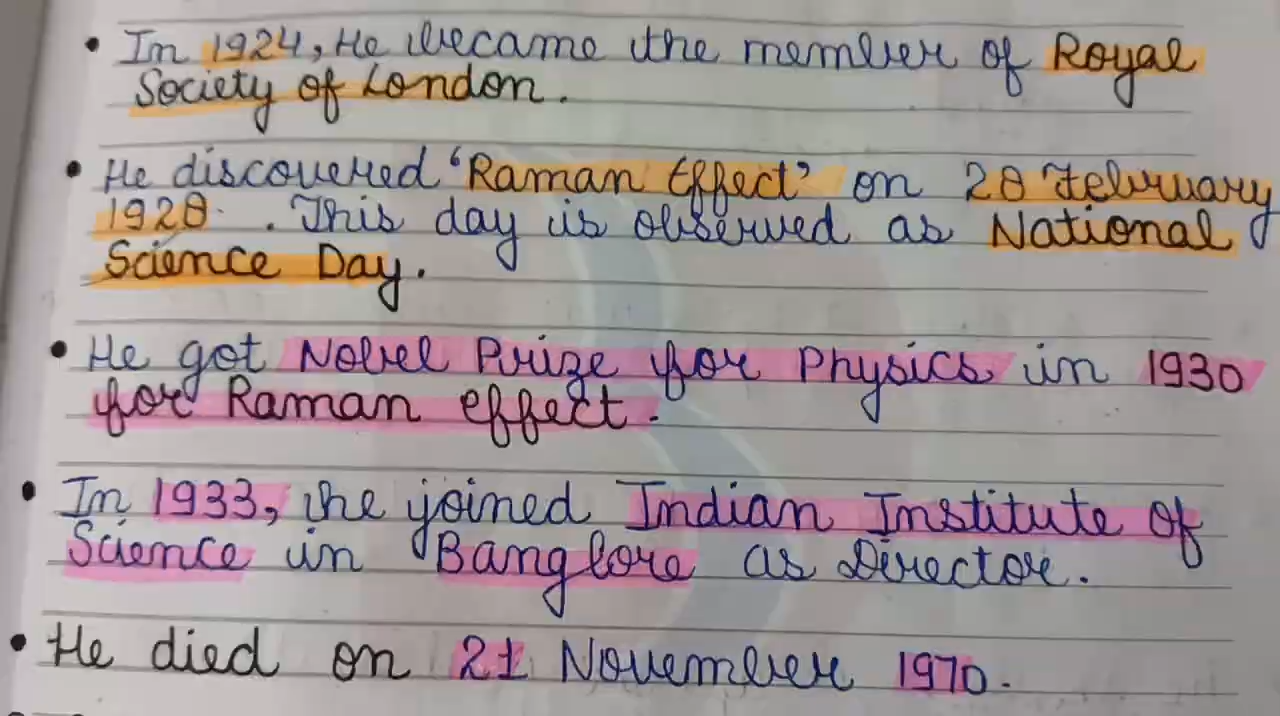 • In 1924, He became the member of Royal
Society of London.
• He discovered 'Raman Effect' on 28 February
1928. This day is observed as National
Science Day.
• He got Nobel Prize for Physics in 1930
for Raman effect.
• In 1933, he joined Indian Institute of
Science in Banglore as Director.
• He died on 21 November 1970.